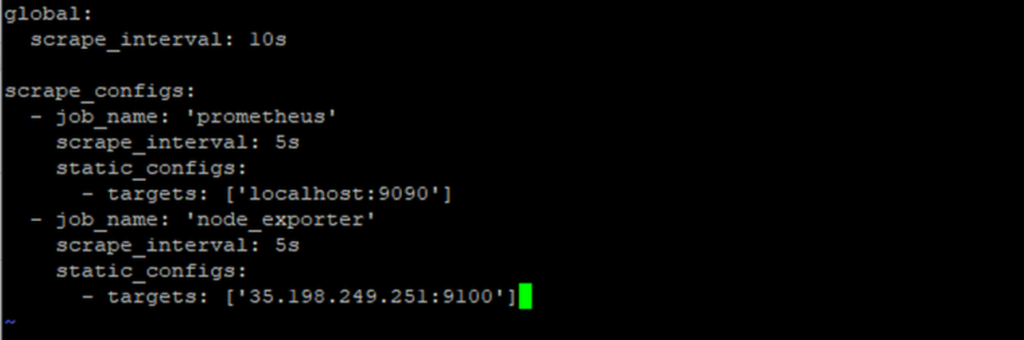 global:
  scrape_interval: 10s

scrape_configs:
  - job_name: 'prometheus'
    scrape_interval: 5s
    static_configs:
      - targets: ['localhost:9090']
  - job_name: 'node_exporter'
    scrape_interval: 5s
    static_configs:
      - targets: ['35.198.249.251:9100']
~